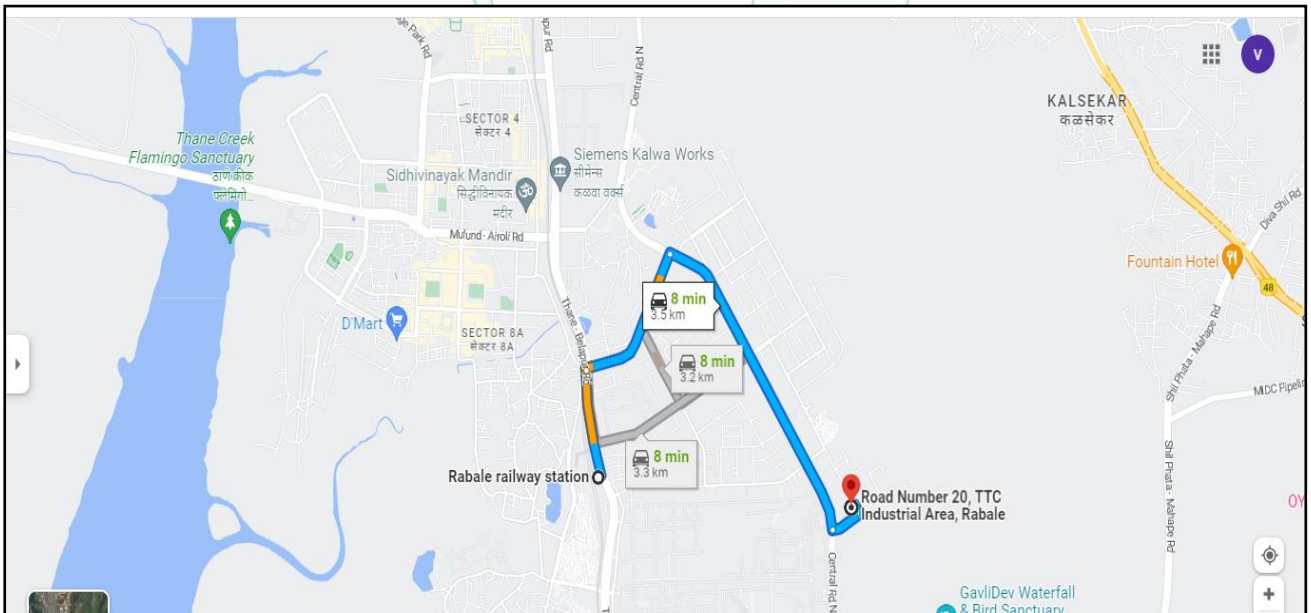 ge Park Rd
pur Rd
Central Rd N
V
KALSEKAR
कळसेकर
SECTOR 4
सेक्टर 4
Thane Creek
Flamingo Sanctuary
ठाणे क्रीक
फ्लेमिंगो...
Siemens Kalwa Works
सीमेन्स
कळवा वर्क्स
Sidhivinayak Mandir
सिद्धीविनायक
मंदीर
Mulund - Airoli Rd
Diva Shil Rd
Fountain Hotel
48
8 min
3.5 km
Thane - Belapur Rd
D'Mart
SECTOR 8A
सेक्टर 8A
8 min
3.2 km
Shil Phata - Mahape Rd
MIDC Pipelin
8 min
3.3 km
Rabale railway station
Road Number 20, TTC
Industrial Area, Rabale
OY
Shil Phata - Mahape Rd
Central Rd N
GavliDev Waterfall
& Bird Sanctuary